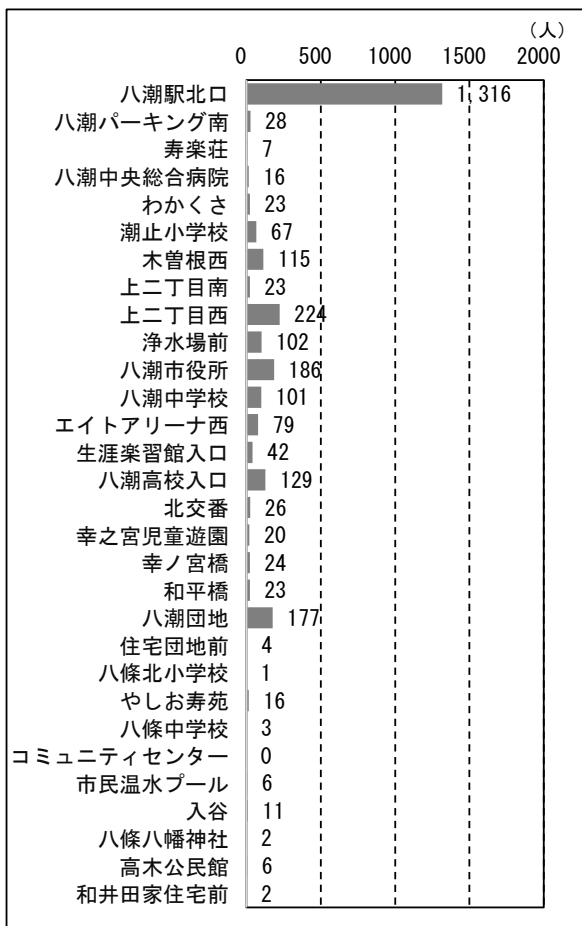 （人）
0 500 1000 1500 2000
八潮駅北口 1,316
八潮パーキング南 28
寿楽荘 7
八潮中央総合病院 16
わかくさ 23
潮止小学校 67
木曽根西 115
上二丁目南 23
上二丁目西 224
浄水場前 102
八潮市役所 186
八潮中学校 101
エイトアリーナ西 79
生涯楽習館入口 42
八潮高校入口 129
北交番 26
幸之宮児童遊園 20
幸ノ宮橋 24
和平橋 23
八潮団地 177
住宅団地前 4
八條北小学校 1
やしお寿苑 16
八條中学校 3
コミュニティセンター 0
市民温水プール 6
入谷 11
八條八幡神社 2
高木公民館 6
和井田家住宅前 2